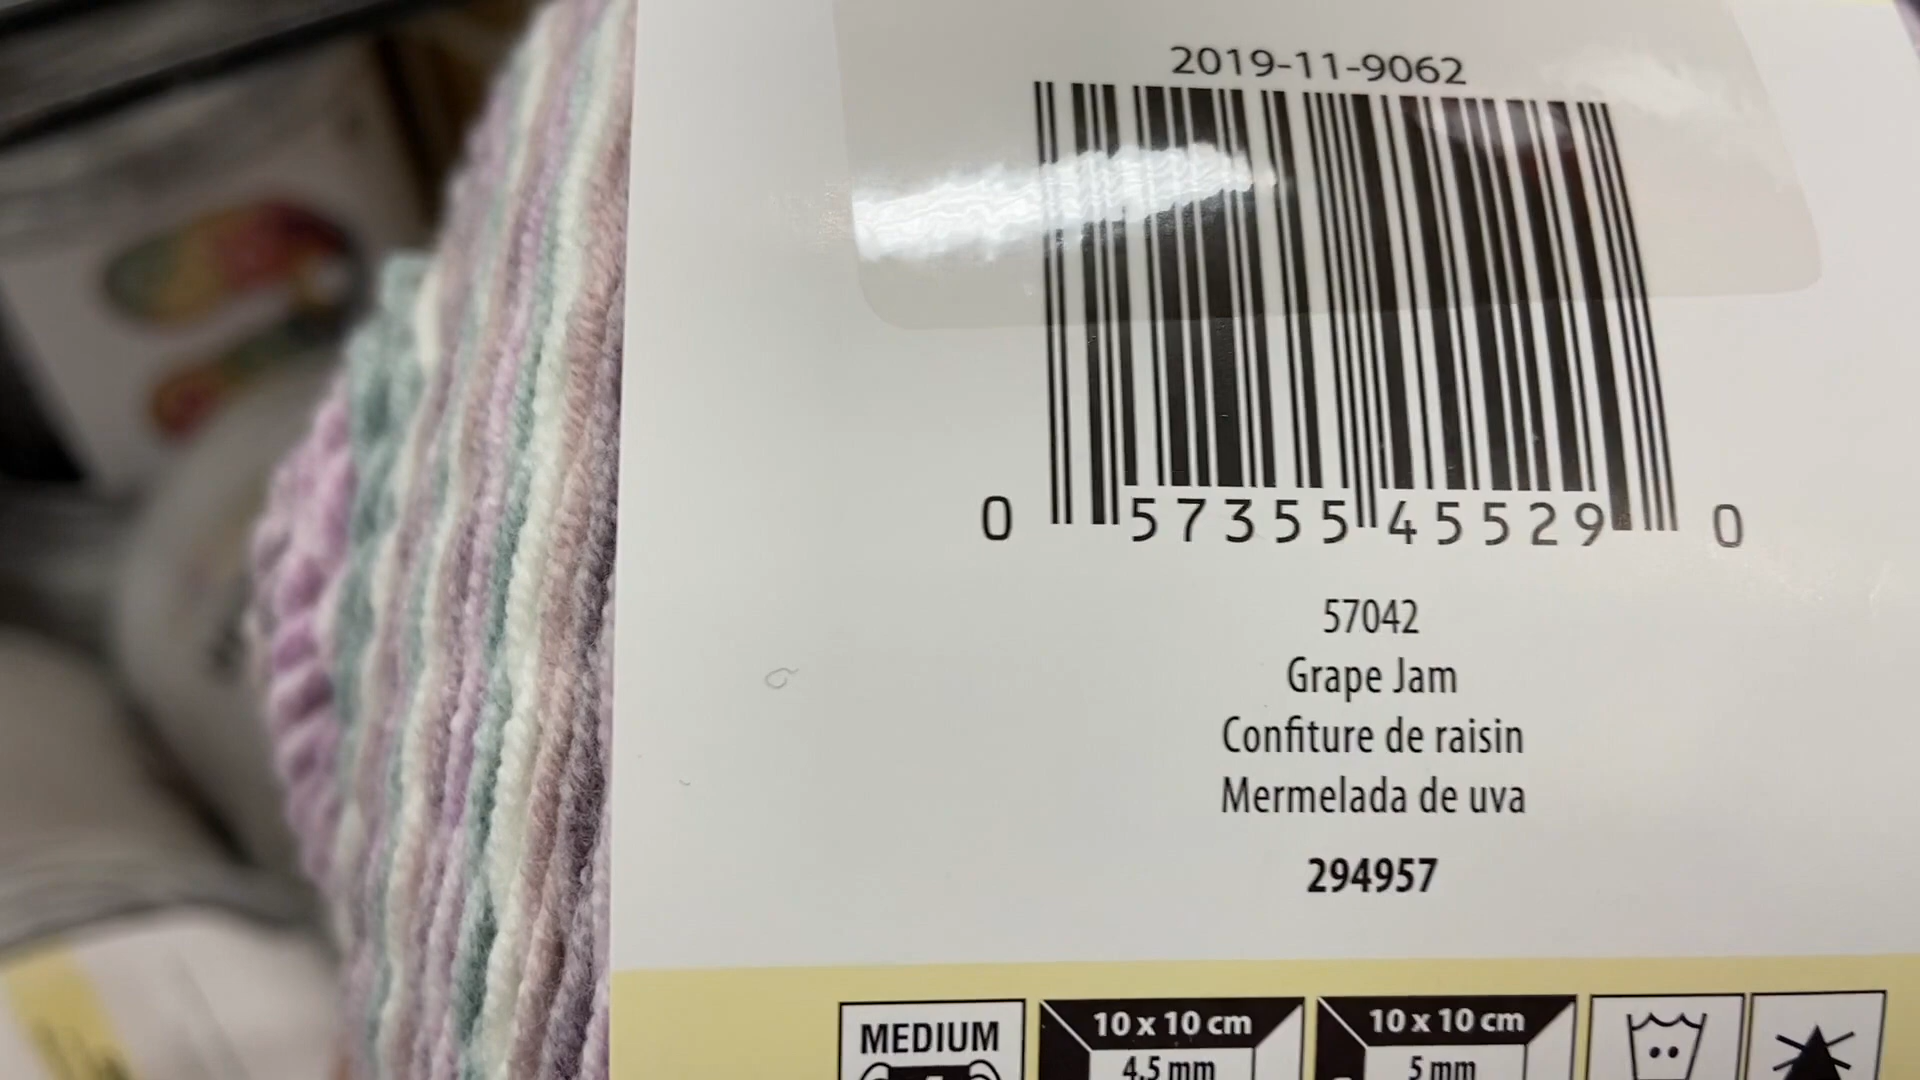 2019-11-9062
0 57355 45529 0
57042
Grape Jam
Confiture de raisin
Mermelada de uva
294957
MEDIUM
10 x 10 cm
10 x 10 cm
4,5 mm
5 mm